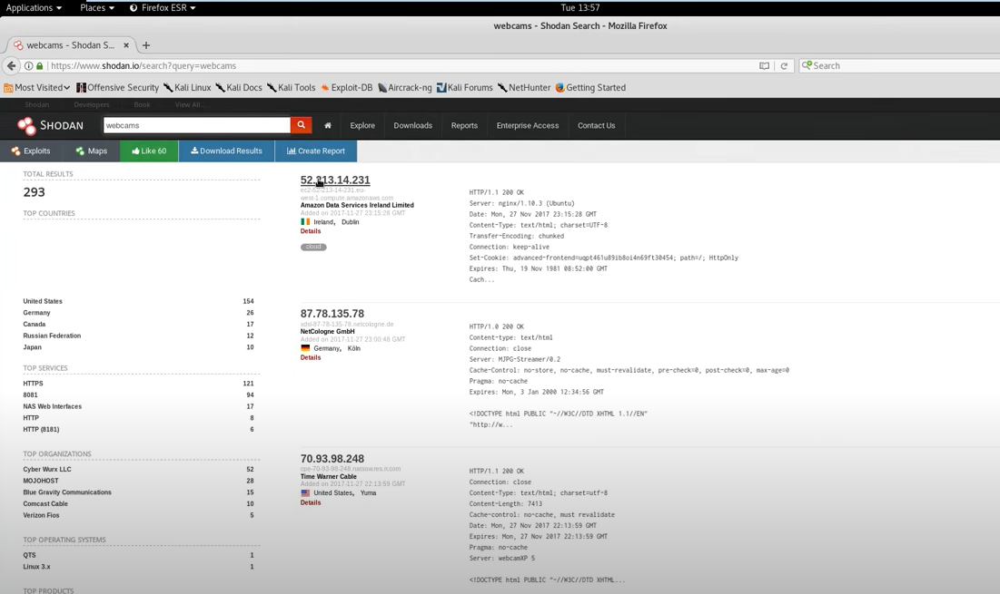 Applications Places Firefox ESR Tue 13:57
webcams - Shodan Search - Mozilla Firefox
webcams - Shodan S...
https://www.shodan.io/search?query=webcams Search
Most Visited Offensive Security Kali Linux Kali Docs Kali Tools Exploit-DB Aircrack-ng Kali Forums NetHunter Getting Started
Shodan Developers Book View All...
SHODAN webcams Explore Downloads Reports Enterprise Access Contact Us
Exploits Maps Like 60 Download Results Create Report
TOTAL RESULTS
293
TOP COUNTRIES
United States 154
Germany 26
Canada 17
Russian Federation 12
Japan 10
TOP SERVICES
HTTPS 121
8081 94
NAS Web Interfaces 17
HTTP 8
HTTP (8181) 6
TOP ORGANIZATIONS
Cyber Wurx LLC 52
MOJOHOST 28
Blue Gravity Communications 15
Comcast Cable 10
Verizon Fios 5
TOP OPERATING SYSTEMS
QTS 1
Linux 3.x 1
TOP PRODUCTS
52.213.14.231
ec2-52-213-14-231.eu-
west-1.compute.amazonaws.com
Amazon Data Services Ireland Limited
Added on 2017-11-27 23:15:28 GMT
Ireland, Dublin
Details
cloud
HTTP/1.1 200 OK
Server: nginx/1.10.3 (Ubuntu)
Date: Mon, 27 Nov 2017 23:15:28 GMT
Content-Type: text/html; charset=UTF-8
Transfer-Encoding: chunked
Connection: keep-alive
Set-Cookie: advanced-frontend=uqpt461u89ib8oi4n69ft30454; path=/; HttpOnly
Expires: Thu, 19 Nov 1981 08:52:00 GMT
Cach...
87.78.135.78
xdsl-87-78-135-78.netcologne.de
NetCologne GmbH
Added on 2017-11-27 23:00:48 GMT
Germany, Köln
Details
HTTP/1.0 200 OK
Content-type: text/html
Connection: close
Server: MJPG-Streamer/0.2
Cache-Control: no-store, no-cache, must-revalidate, pre-check=0, post-check=0, max-age=0
Pragma: no-cache
Expires: Mon, 3 Jan 2000 12:34:56 GMT
<!DOCTYPE html PUBLIC "-//W3C//DTD XHTML 1.1//EN"
"http://w...
70.93.98.248
cpe-70-93-98-248.natsow.res.rr.com
Time Warner Cable
Added on 2017-11-27 22:13:59 GMT
United States, Yuma
Details
HTTP/1.1 200 OK
Connection: close
Content-Type: text/html; charset=utf-8
Content-Length: 7413
Cache-control: no-cache, must revalidate
Date: Mon, 27 Nov 2017 22:13:59 GMT
Expires: Mon, 27 Nov 2017 22:13:59 GMT
Pragma: no-cache
Server: webcamXP 5
<!DOCTYPE html PUBLIC "-//W3C//DTD XHTML...